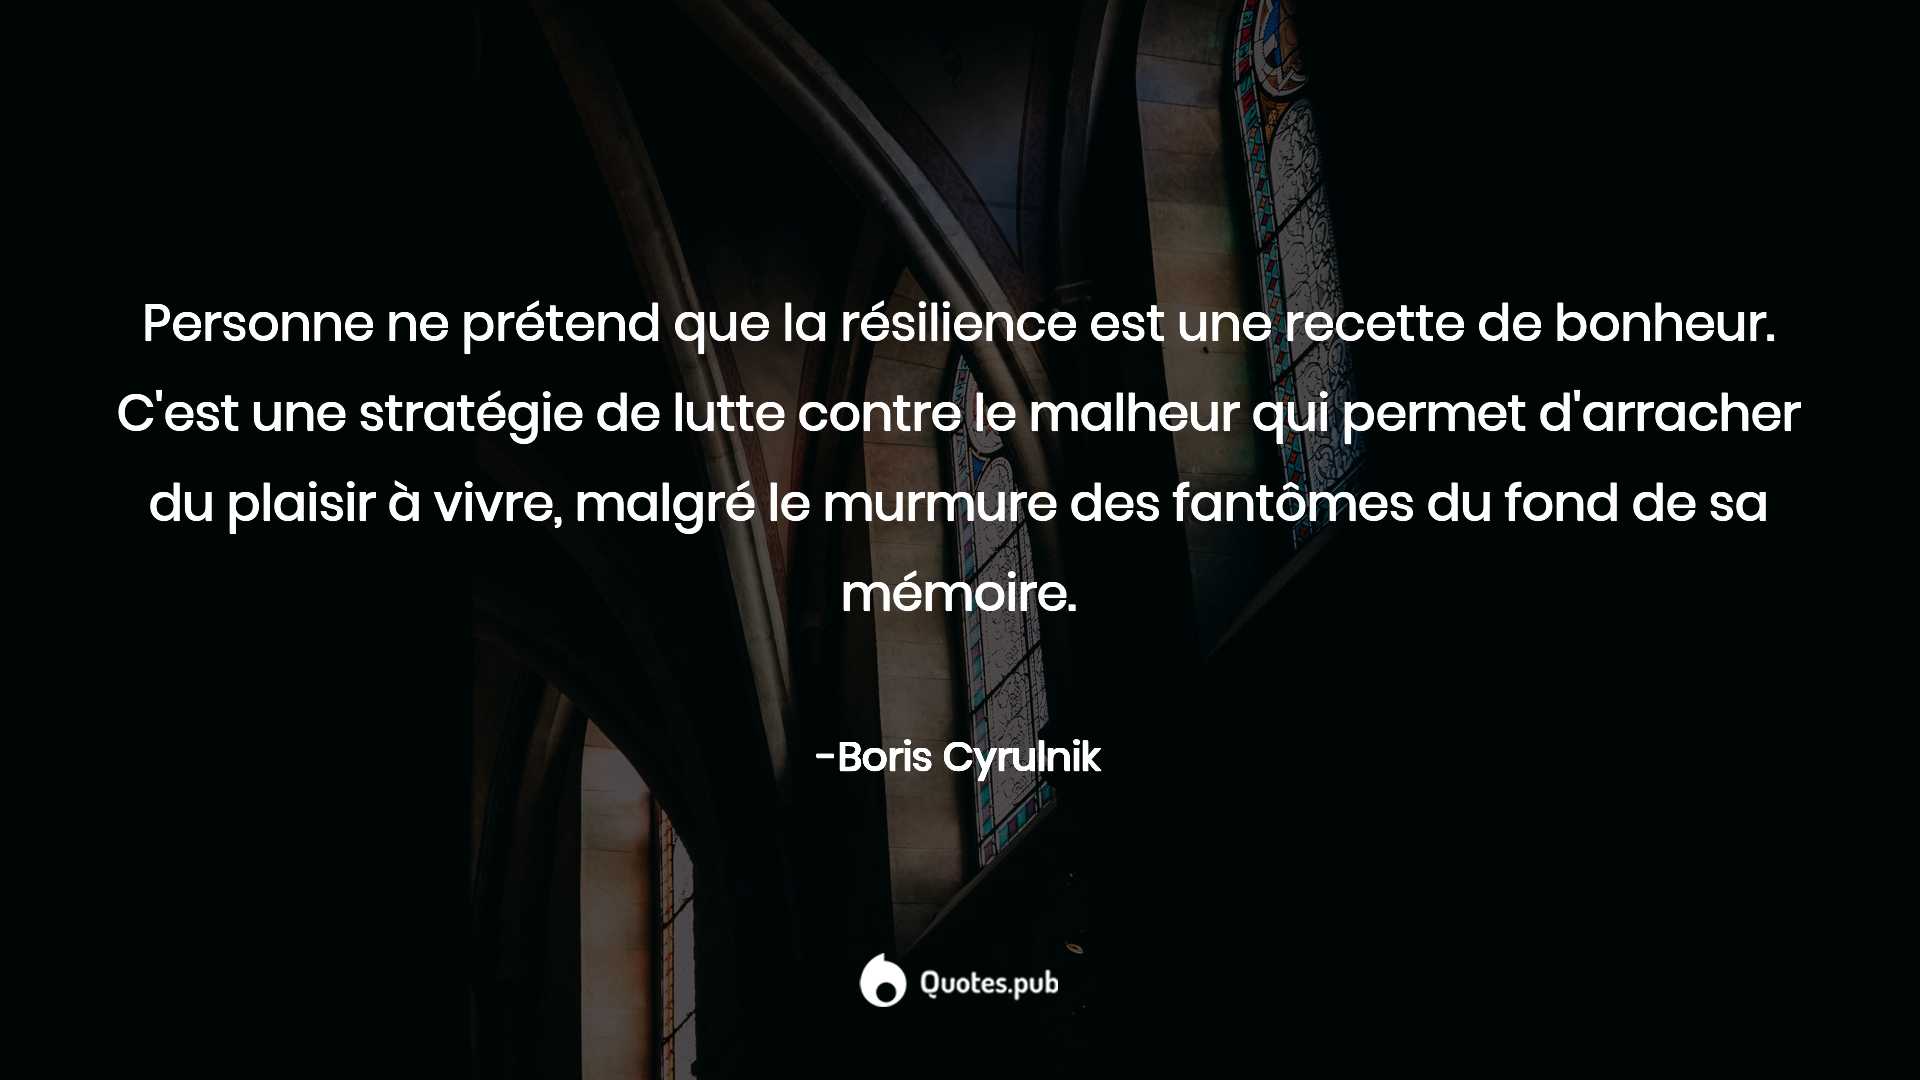 Personne ne prétend que la résilience est une recette de bonheur.
C'est une stratégie de lutte contre le malheur qui permet d'arracher
du plaisir à vivre, malgré le murmure des fantômes du fond de sa
mémoire.
-Boris Cyrulnik
Quotes.pub